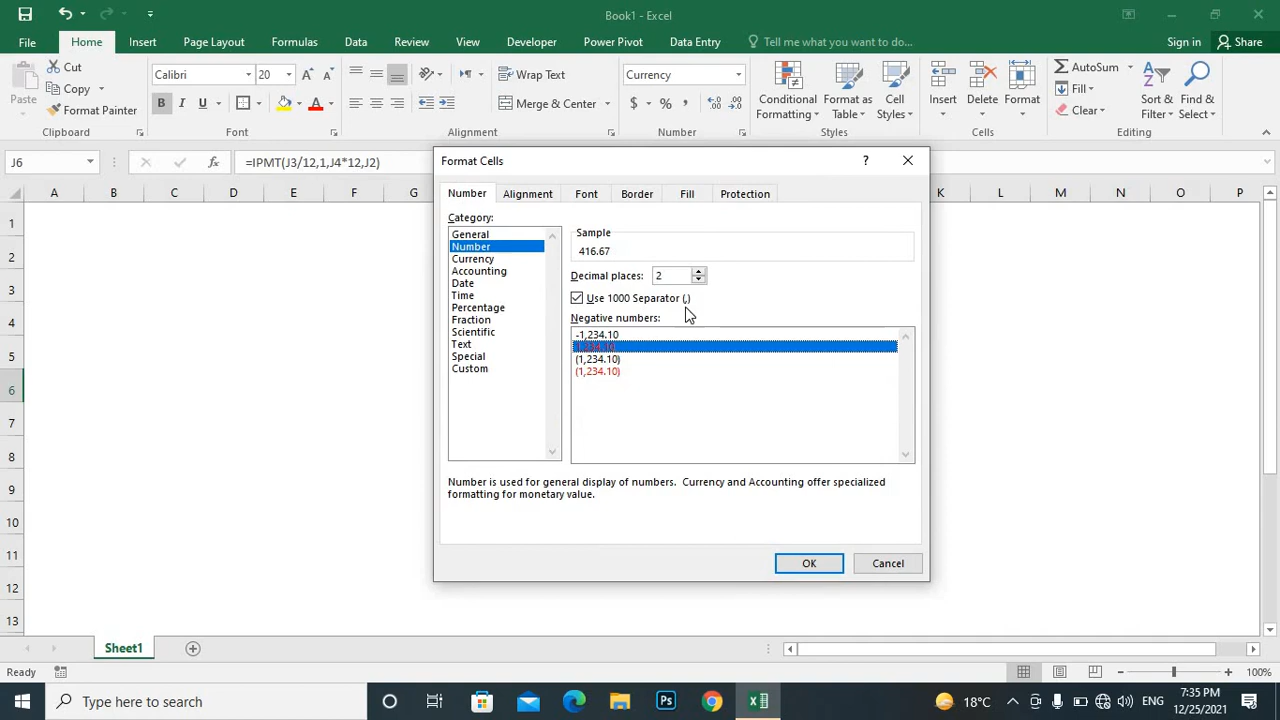 Book1 - Excel
File Home Insert Page Layout Formulas Data Review View Developer Power Pivot Data Entry Tell me what you want to do... Sign in Share
Paste
Cut
Copy
Format Painter
Clipboard
Calibri 20
B I U A
Font
Wrap Text
Merge & Center
Alignment
Currency
$ % ,
Number
Conditional
Formatting
Format as
Table
Cell
Styles
Styles
Insert Delete Format
Cells
AutoSum
Fill
Clear
Sort &
Filter
Find &
Select
Editing
J6 fx =IPMT(J3/12,1,J4*12,J2)
A B C D E F G K L M N O P
1
2
3
4
5
6
7
8
9
10
11
12
13
Format Cells ?
Number Alignment Font Border Fill Protection
Category:
General
Number
Currency
Accounting
Date
Time
Percentage
Fraction
Scientific
Text
Special
Custom
Sample
416.67
Decimal places: 2
Use 1000 Separator (,)
Negative numbers:
-1,234.10
1,234.10
(1,234.10)
(1,234.10)
Number is used for general display of numbers. Currency and Accounting offer specialized
formatting for monetary value.
OK Cancel
Sheet1
Ready 100%
Type here to search Ps 18°C ENG 7:35 PM
12/25/2021